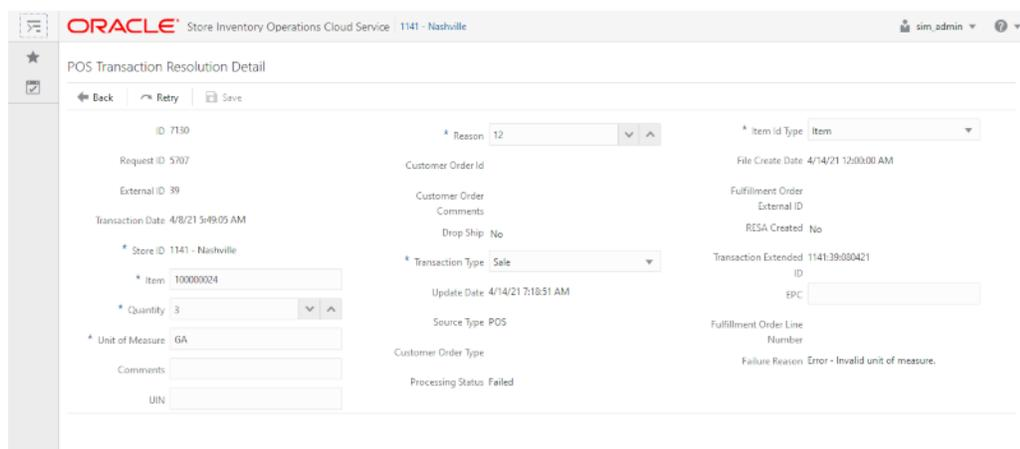 ORACLE Store Inventory Operations Cloud Service 1141 - Nashville sim_admin
POS Transaction Resolution Detail
Back Retry Save
ID 7130
Request ID 5707
External ID 39
Transaction Date 4/8/21 5:49:05 AM
* Store ID 1141 - Nashville
* Item 100000024
* Quantity 3
* Unit of Measure GA
Comments
UIN
* Reason 12
Customer Order Id
Customer Order
Comments
Drop Ship No
* Transaction Type Sale
Update Date 4/14/21 7:18:51 AM
Source Type POS
Customer Order Type
Processing Status Failed
* Item Id Type Item
File Create Date 4/14/21 12:00:00 AM
Fulfillment Order
External ID
RESA Created No
Transaction Extended 1141:39:080421
ID
EPC
Fulfillment Order Line
Number
Failure Reason Error - Invalid unit of measure.